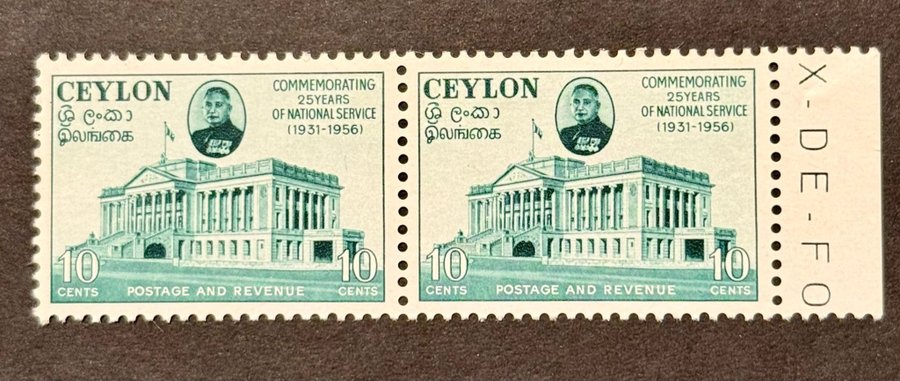 CEYLON
ශ්‍රී ලංකා
இலங்கை
COMMEMORATING
25 YEARS
OF NATIONAL SERVICE
(1931-1956)
10
CENTS
POSTAGE AND REVENUE
10
CENTS
CEYLON
ශ්‍රී ලංකා
இலங்கை
COMMEMORATING
25 YEARS
OF NATIONAL SERVICE
(1931-1956)
10
CENTS
POSTAGE AND REVENUE
10
CENTS
X-DE-FO